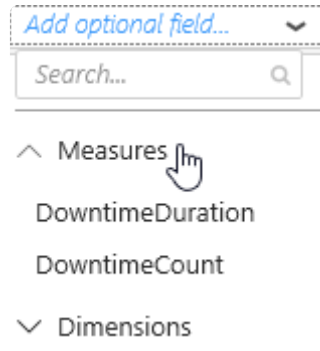 Add optional field...
Search...
Measures
DowntimeDuration
DowntimeCount
Dimensions